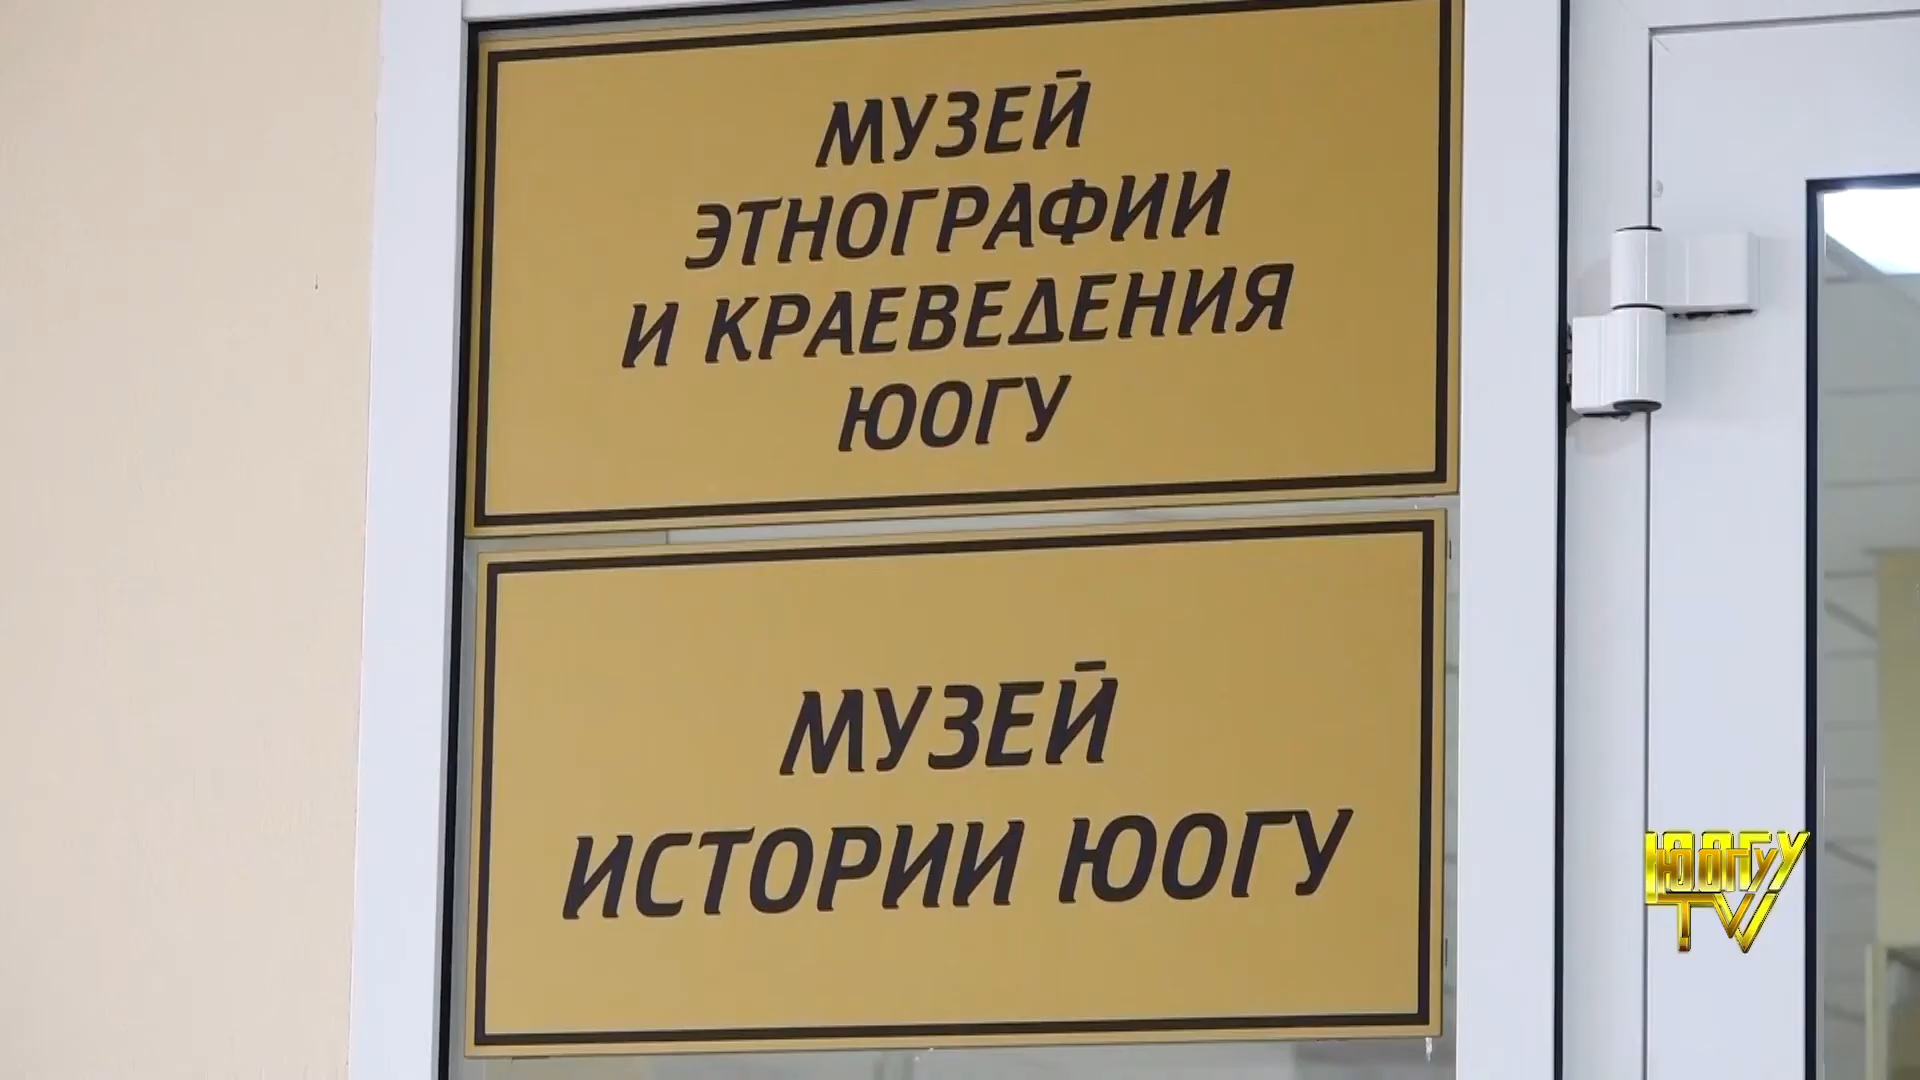 МУЗЕЙ
ЭТНОГРАФИИ
И КРАЕВЕДЕНИЯ
ЮОГУ
МУЗЕЙ
ИСТОРИИ ЮОГУ
ЮОГУ
TV